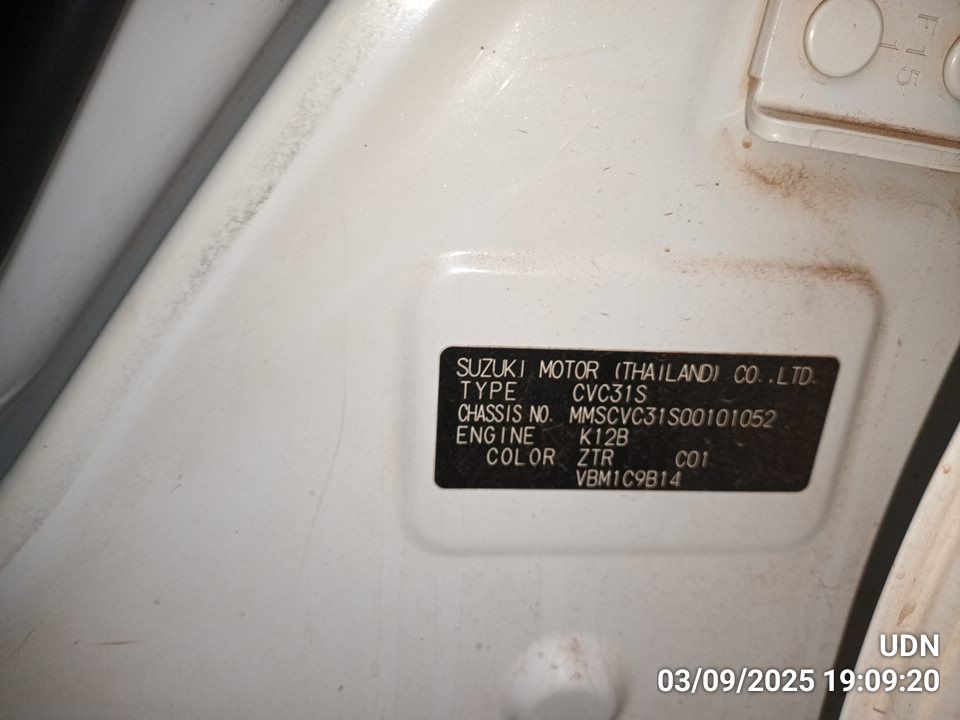 F15
1
SUZUKI MOTOR (THAILAND) CO.,LTD.
TYPE CVC31S
CHASSIS NO. MMSCVC31S00101052
ENGINE K12B
COLOR ZTR C01
VBM1C9B14
UDN
03/09/2025 19:09:20